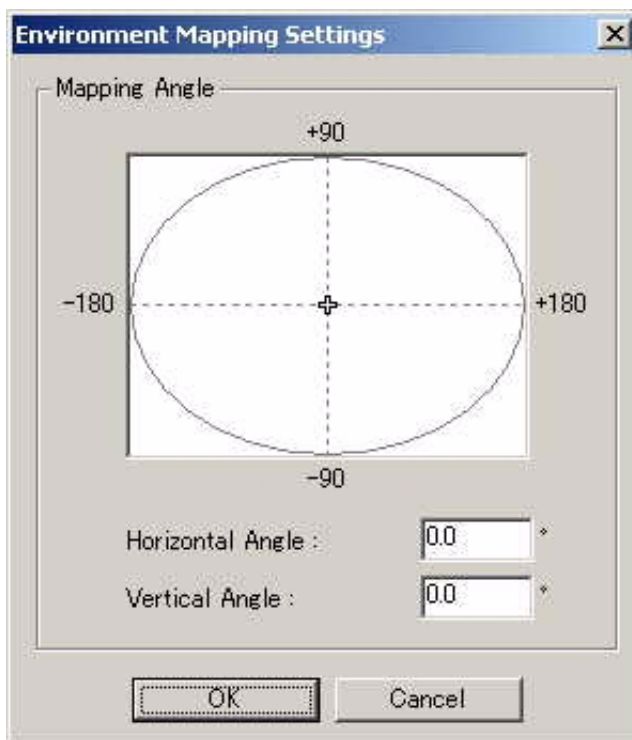 Environment Mapping Settings
Mapping Angle
+90
-180
+180
-90
Horizontal Angle : 0.0 °
Vertical Angle : 0.0 °
OK Cancel